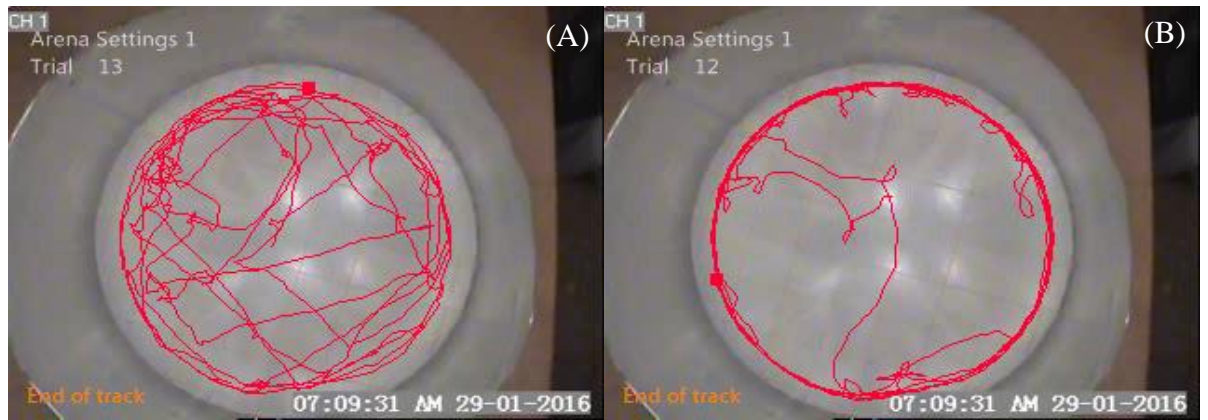 CH 1
Arena Settings 1
(A)
Trial 13
End of track
07:09:31 AM 29-01-2016
CH 1
Arena Settings 1
(B)
Trial 12
End of track
07:09:31 AM 29-01-2016